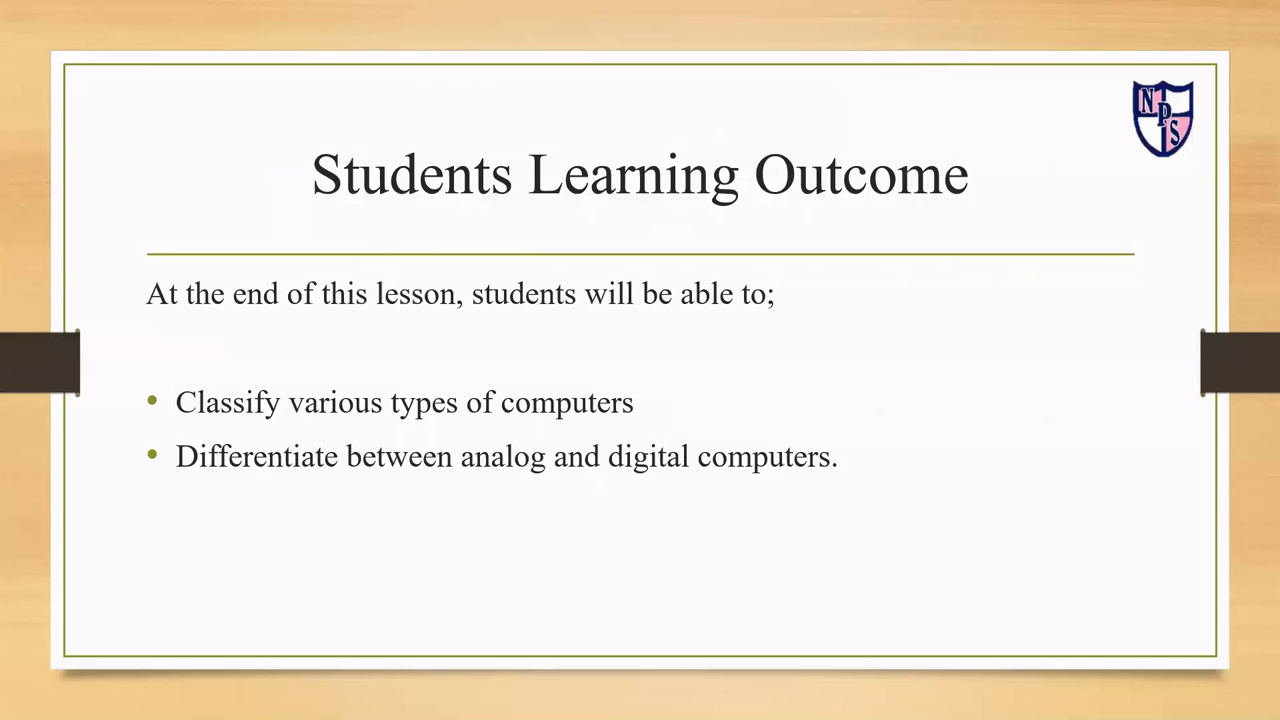 NPS
Students Learning Outcome
At the end of this lesson, students will be able to;
• Classify various types of computers
• Differentiate between analog and digital computers.